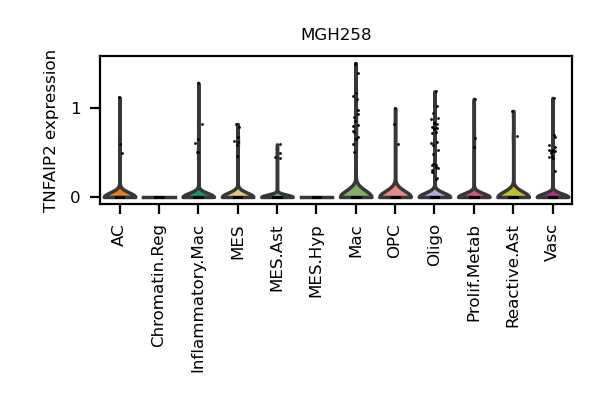 MGH258
TNFAIP2 expression
1
0
AC
Chromatin.Reg
Inflammatory.Mac
MES
MES.Ast
MES.Hyp
Mac
OPC
Oligo
Prolif.Metab
Reactive.Ast
Vasc